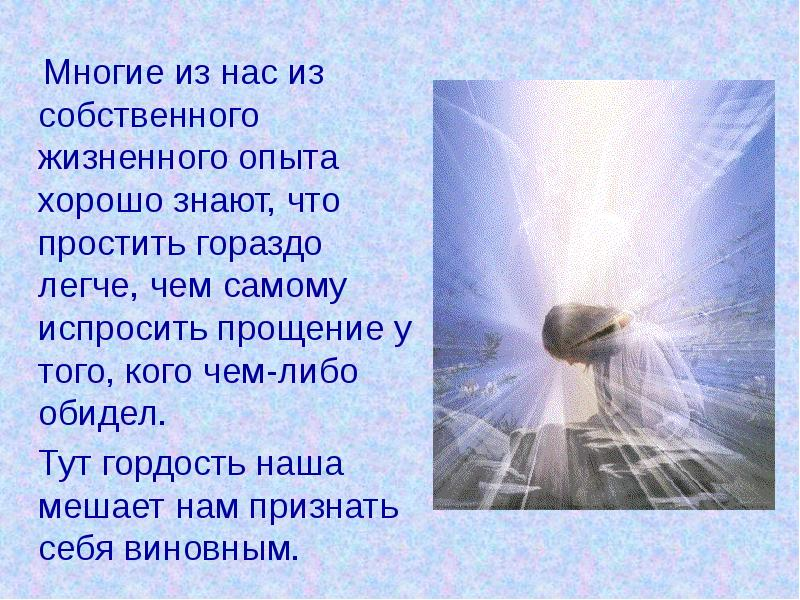 Многие из нас из
собственного
жизненного опыта
хорошо знают, что
простить гораздо
легче, чем самому
испросить прощение у
того, кого чем-либо
обидел.
Тут гордость наша
мешает нам признать
себя виновным.